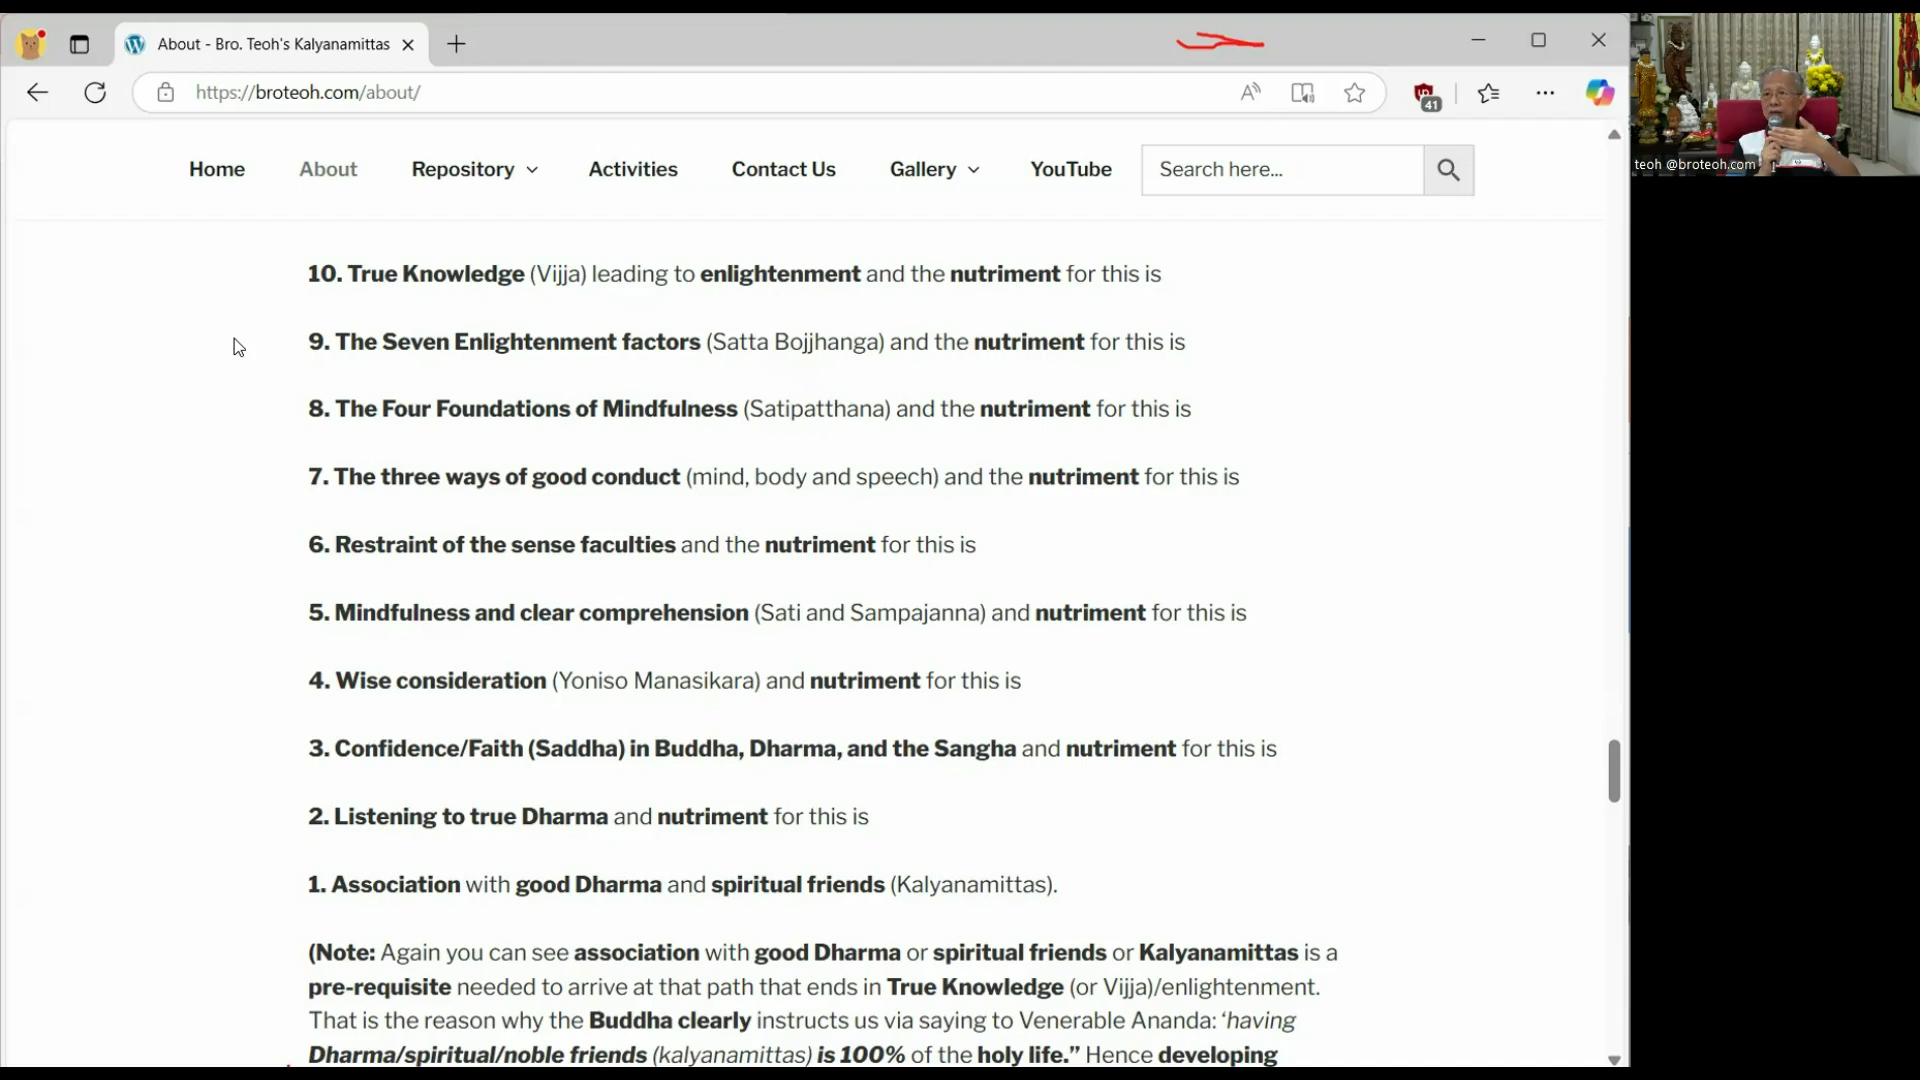 About - Bro. Teoh's Kalyanamittas
https://broteoh.com/about/
41
teoh @broteoh.com
Home About Repository Activities Contact Us Gallery YouTube Search here...
10. True Knowledge (Vijja) leading to enlightenment and the nutriment for this is
9. The Seven Enlightenment factors (Satta Bojjhanga) and the nutriment for this is
8. The Four Foundations of Mindfulness (Satipatthana) and the nutriment for this is
7. The three ways of good conduct (mind, body and speech) and the nutriment for this is
6. Restraint of the sense faculties and the nutriment for this is
5. Mindfulness and clear comprehension (Sati and Sampajanna) and nutriment for this is
4. Wise consideration (Yoniso Manasikara) and nutriment for this is
3. Confidence/Faith (Saddha) in Buddha, Dharma, and the Sangha and nutriment for this is
2. Listening to true Dharma and nutriment for this is
1. Association with good Dharma and spiritual friends (Kalyanamittas).
(Note: Again you can see association with good Dharma or spiritual friends or Kalyanamittas is a
pre-requisite needed to arrive at that path that ends in True Knowledge (or Vijja)/enlightenment.
That is the reason why the Buddha clearly instructs us via saying to Venerable Ananda: ‘having
Dharma/spiritual/noble friends (kalyanamittas) is 100% of the holy life.” Hence developing